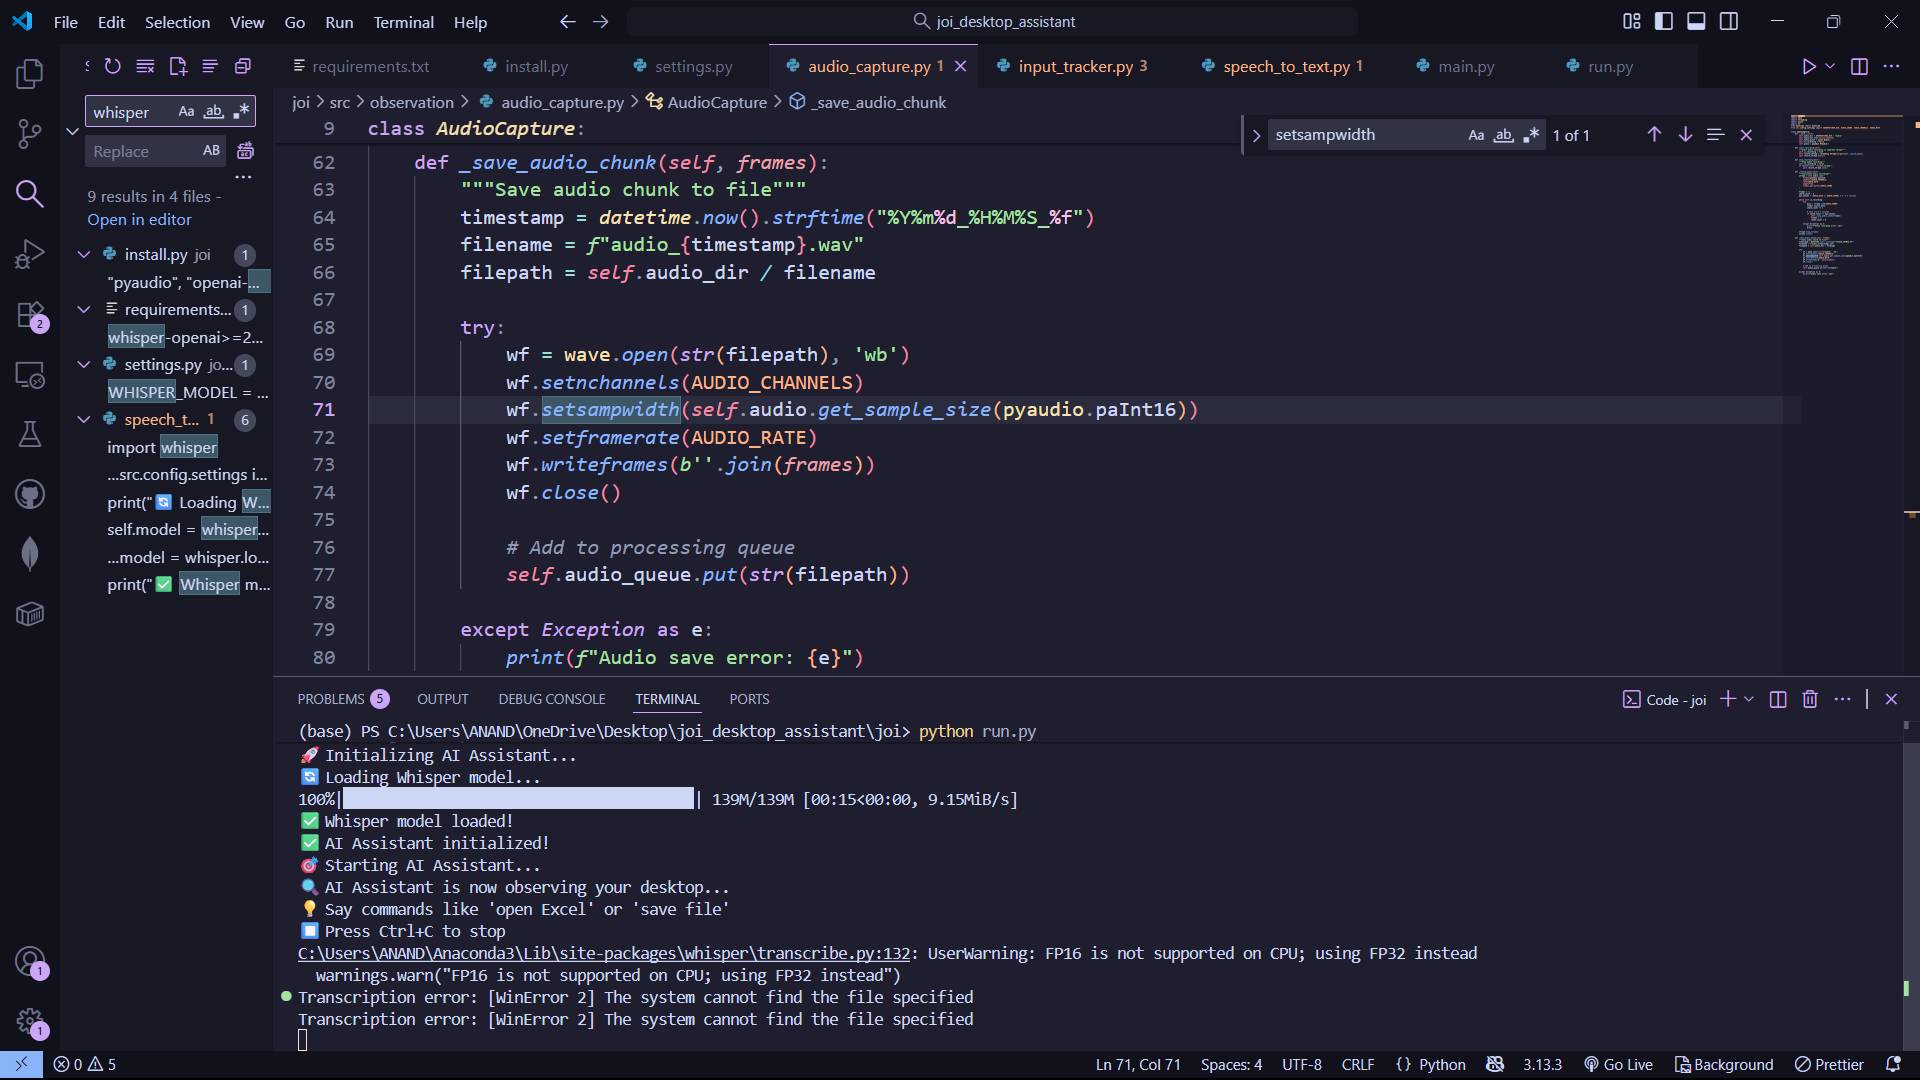 File Edit Selection View Go Run Terminal Help
joi_desktop_assistant
requirements.txt install.py settings.py audio_capture.py 1 input_tracker.py 3 speech_to_text.py 1 main.py run.py
whisper Aa ab
Replace AB
9 results in 4 files -
Open in editor
install.py joi 1
"pyaudio", "openai-...
requirements... 1
whisper-openai>=2...
settings.py jo... 1
WHISPER_MODEL = ...
speech_t... 1 6
import whisper
...src.config.settings i...
print("🔄 Loading W...
self.model = whisper...
...model = whisper.lo...
print("✅ Whisper m...
2
1
1
joi > src > observation > audio_capture.py > AudioCapture > _save_audio_chunk
setsampwidth Aa ab 1 of 1
9 class AudioCapture:
62 def _save_audio_chunk(self, frames):
63 """Save audio chunk to file"""
64 timestamp = datetime.now().strftime("%Y%m%d_%H%M%S_%f")
65 filename = f"audio_{timestamp}.wav"
66 filepath = self.audio_dir / filename
67
68 try:
69 wf = wave.open(str(filepath), 'wb')
70 wf.setnchannels(AUDIO_CHANNELS)
71 wf.setsampwidth(self.audio.get_sample_size(pyaudio.paInt16))
72 wf.setframerate(AUDIO_RATE)
73 wf.writeframes(b''.join(frames))
74 wf.close()
75
76 # Add to processing queue
77 self.audio_queue.put(str(filepath))
78
79 except Exception as e:
80 print(f"Audio save error: {e}")
PROBLEMS 5 OUTPUT DEBUG CONSOLE TERMINAL PORTS
Code - joi
(base) PS C:\Users\ANAND\OneDrive\Desktop\joi_desktop_assistant\joi> python run.py
🚀 Initializing AI Assistant...
🔄 Loading Whisper model...
100%|██████████| 139M/139M [00:15<00:00, 9.15MiB/s]
✅ Whisper model loaded!
✅ AI Assistant initialized!
🎯 Starting AI Assistant...
🔍 AI Assistant is now observing your desktop...
💡 Say commands like 'open Excel' or 'save file'
⏹ Press Ctrl+C to stop
C:\Users\ANAND\Anaconda3\Lib\site-packages\whisper\transcribe.py:132: UserWarning: FP16 is not supported on CPU; using FP32 instead
warnings.warn("FP16 is not supported on CPU; using FP32 instead")
Transcription error: [WinError 2] The system cannot find the file specified
Transcription error: [WinError 2] The system cannot find the file specified
0 5
Ln 71, Col 71 Spaces: 4 UTF-8 CRLF {} Python 3.13.3 Go Live Background Prettier